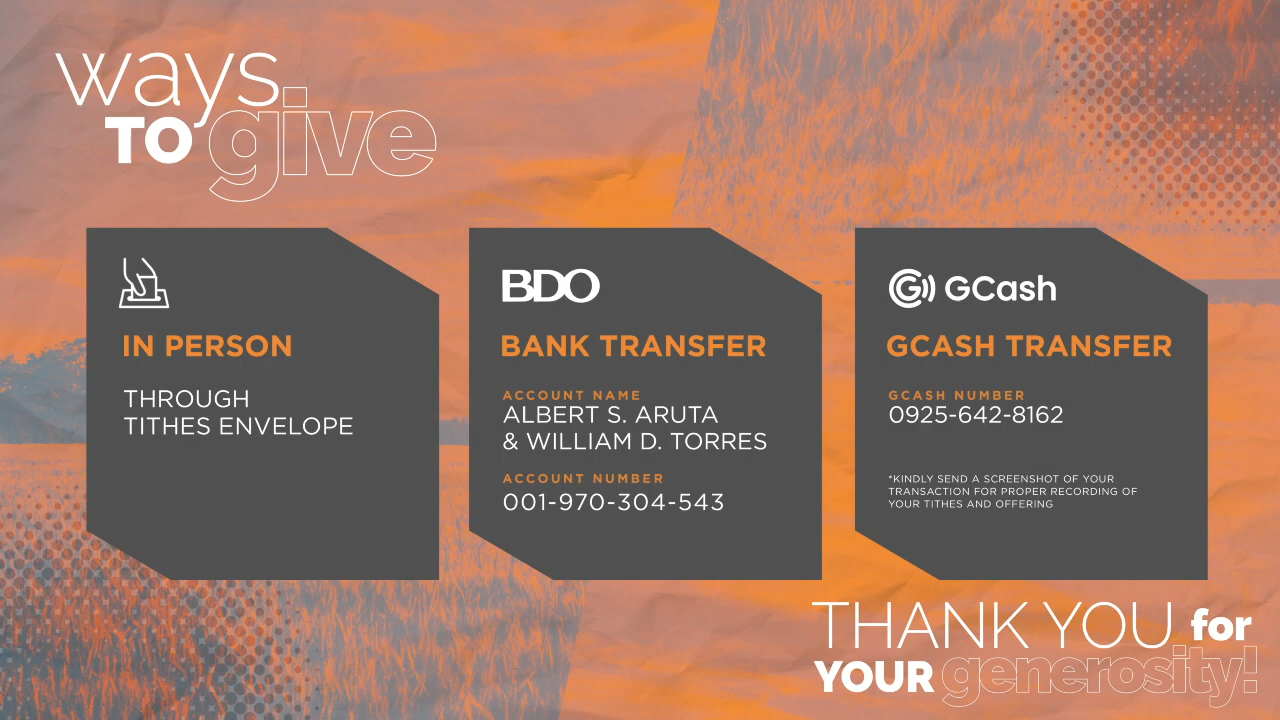 ways
TO give
IN PERSON
THROUGH
TITHES ENVELOPE
BDO
BANK TRANSFER
ACCOUNT NAME
ALBERT S. ARUTA
& WILLIAM D. TORRES
ACCOUNT NUMBER
001-970-304-543
GCash
GCASH TRANSFER
GCASH NUMBER
0925-642-8162
*KINDLY SEND A SCREENSHOT OF YOUR
TRANSACTION FOR PROPER RECORDING OF
YOUR TITHES AND OFFERING
THANK YOU for
YOUR generosity!